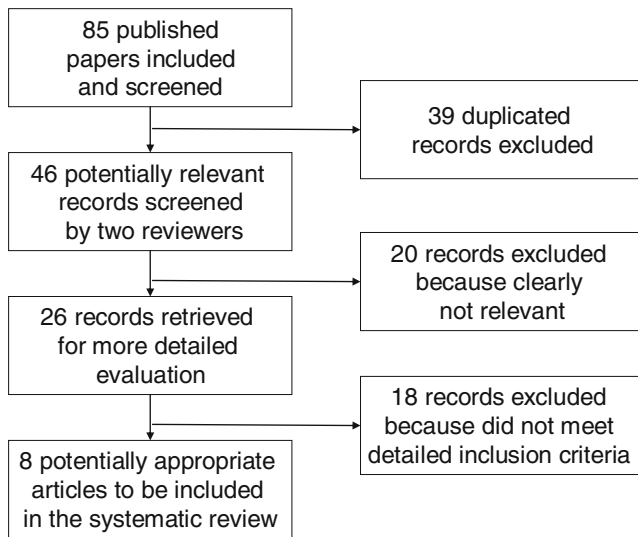 85 published
papers included
and screened
39 duplicated
records excluded
46 potentially relevant
records screened
by two reviewers
20 records excluded
because clearly
not relevant
26 records retrieved
for more detailed
evaluation
18 records excluded
because did not meet
detailed inclusion criteria
8 potentially appropriate
articles to be included
in the systematic review